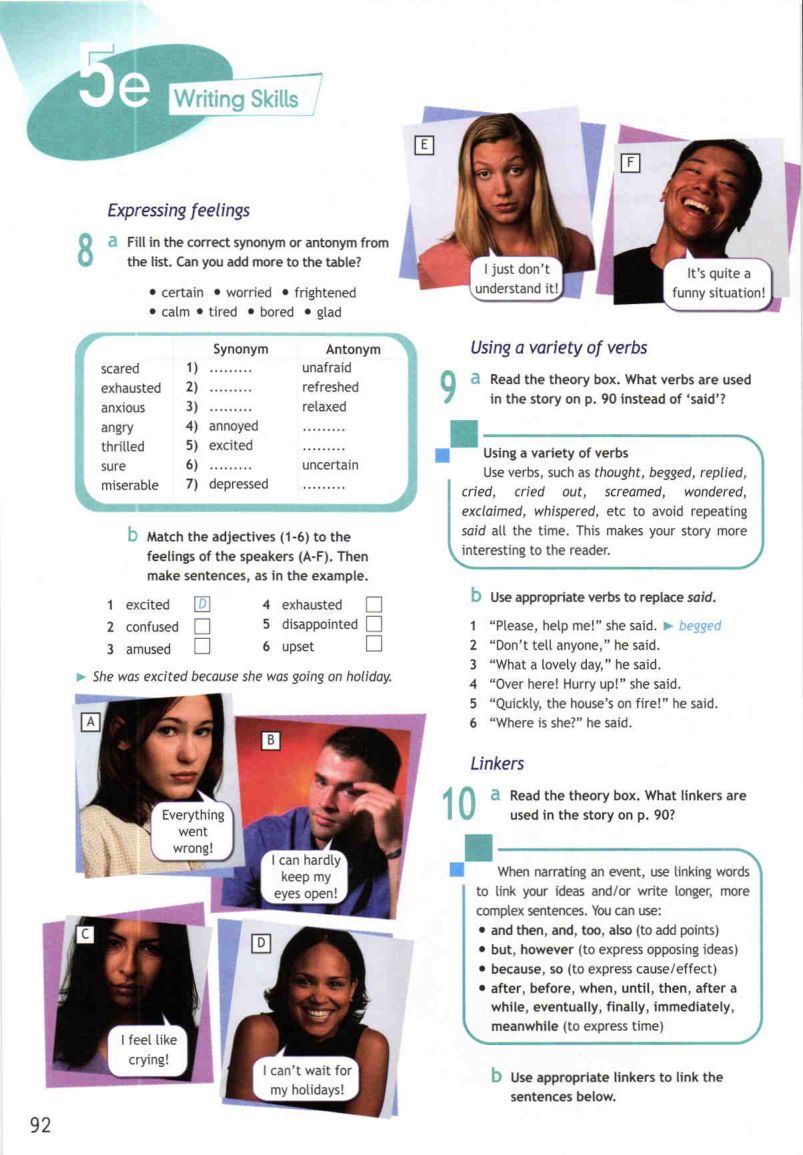 5e Writing Skills
Expressing feelings
8 a Fill in the correct synonym or antonym from
the list. Can you add more to the table?
• certain • worried • frightened
• calm • tired • bored • glad
Synonym Antonym
scared 1) ......... unafraid
exhausted 2) ......... refreshed
anxious 3) ......... relaxed
angry 4) annoyed .........
thrilled 5) excited .........
sure 6) ......... uncertain
miserable 7) depressed .........
b Match the adjectives (1-6) to the
feelings of the speakers (A-F). Then
make sentences, as in the example.
1 excited D 4 exhausted
2 confused 5 disappointed
3 amused 6 upset
► She was excited because she was going on holiday.
A
Everything
went
wrong!
B
I can hardly
keep my
eyes open!
C
I feel like
crying!
D
I can't wait for
my holidays!
E
I just don't
understand it!
F
It's quite a
funny situation!
Using a variety of verbs
9 a Read the theory box. What verbs are used
in the story on p. 90 instead of 'said'?
Using a variety of verbs
Use verbs, such as thought, begged, replied,
cried, cried out, screamed, wondered,
exclaimed, whispered, etc to avoid repeating
said all the time. This makes your story more
interesting to the reader.
b Use appropriate verbs to replace said.
1 "Please, help me!" she said. ► begged
2 "Don't tell anyone," he said.
3 "What a lovely day," he said.
4 "Over here! Hurry up!" she said.
5 "Quickly, the house's on fire!" he said.
6 "Where is she?" he said.
Linkers
10 a Read the theory box. What linkers are
used in the story on p. 90?
When narrating an event, use linking words
to link your ideas and/or write longer, more
complex sentences. You can use:
• and then, and, too, also (to add points)
• but, however (to express opposing ideas)
• because, so (to express cause/effect)
• after, before, when, until, then, after a
while, eventually, finally, immediately,
meanwhile (to express time)
b Use appropriate linkers to link the
sentences below.
92